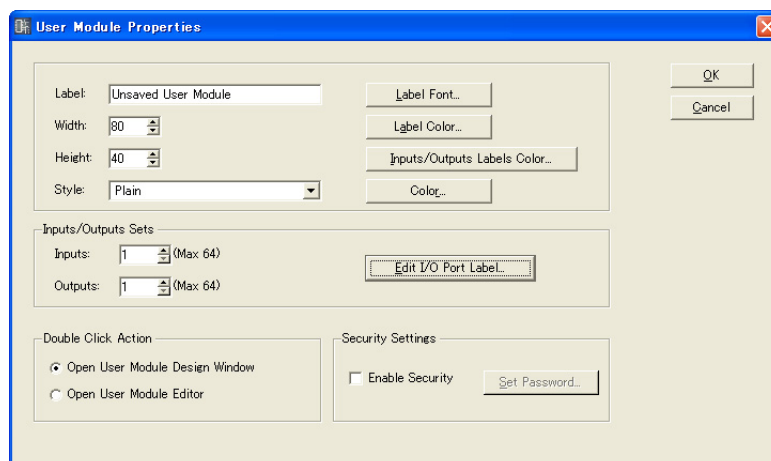 User Module Properties
Label: Unsaved User Module Label Font... OK
Width: 80 Label Color... Cancel
Height: 40 Inputs/Outputs Labels Color...
Style: Plain Color...
Inputs/Outputs Sets
Inputs: 1 (Max 64) Edit I/O Port Label...
Outputs: 1 (Max 64)
Double Click Action Security Settings
Open User Module Design Window Enable Security Set Password...
Open User Module Editor